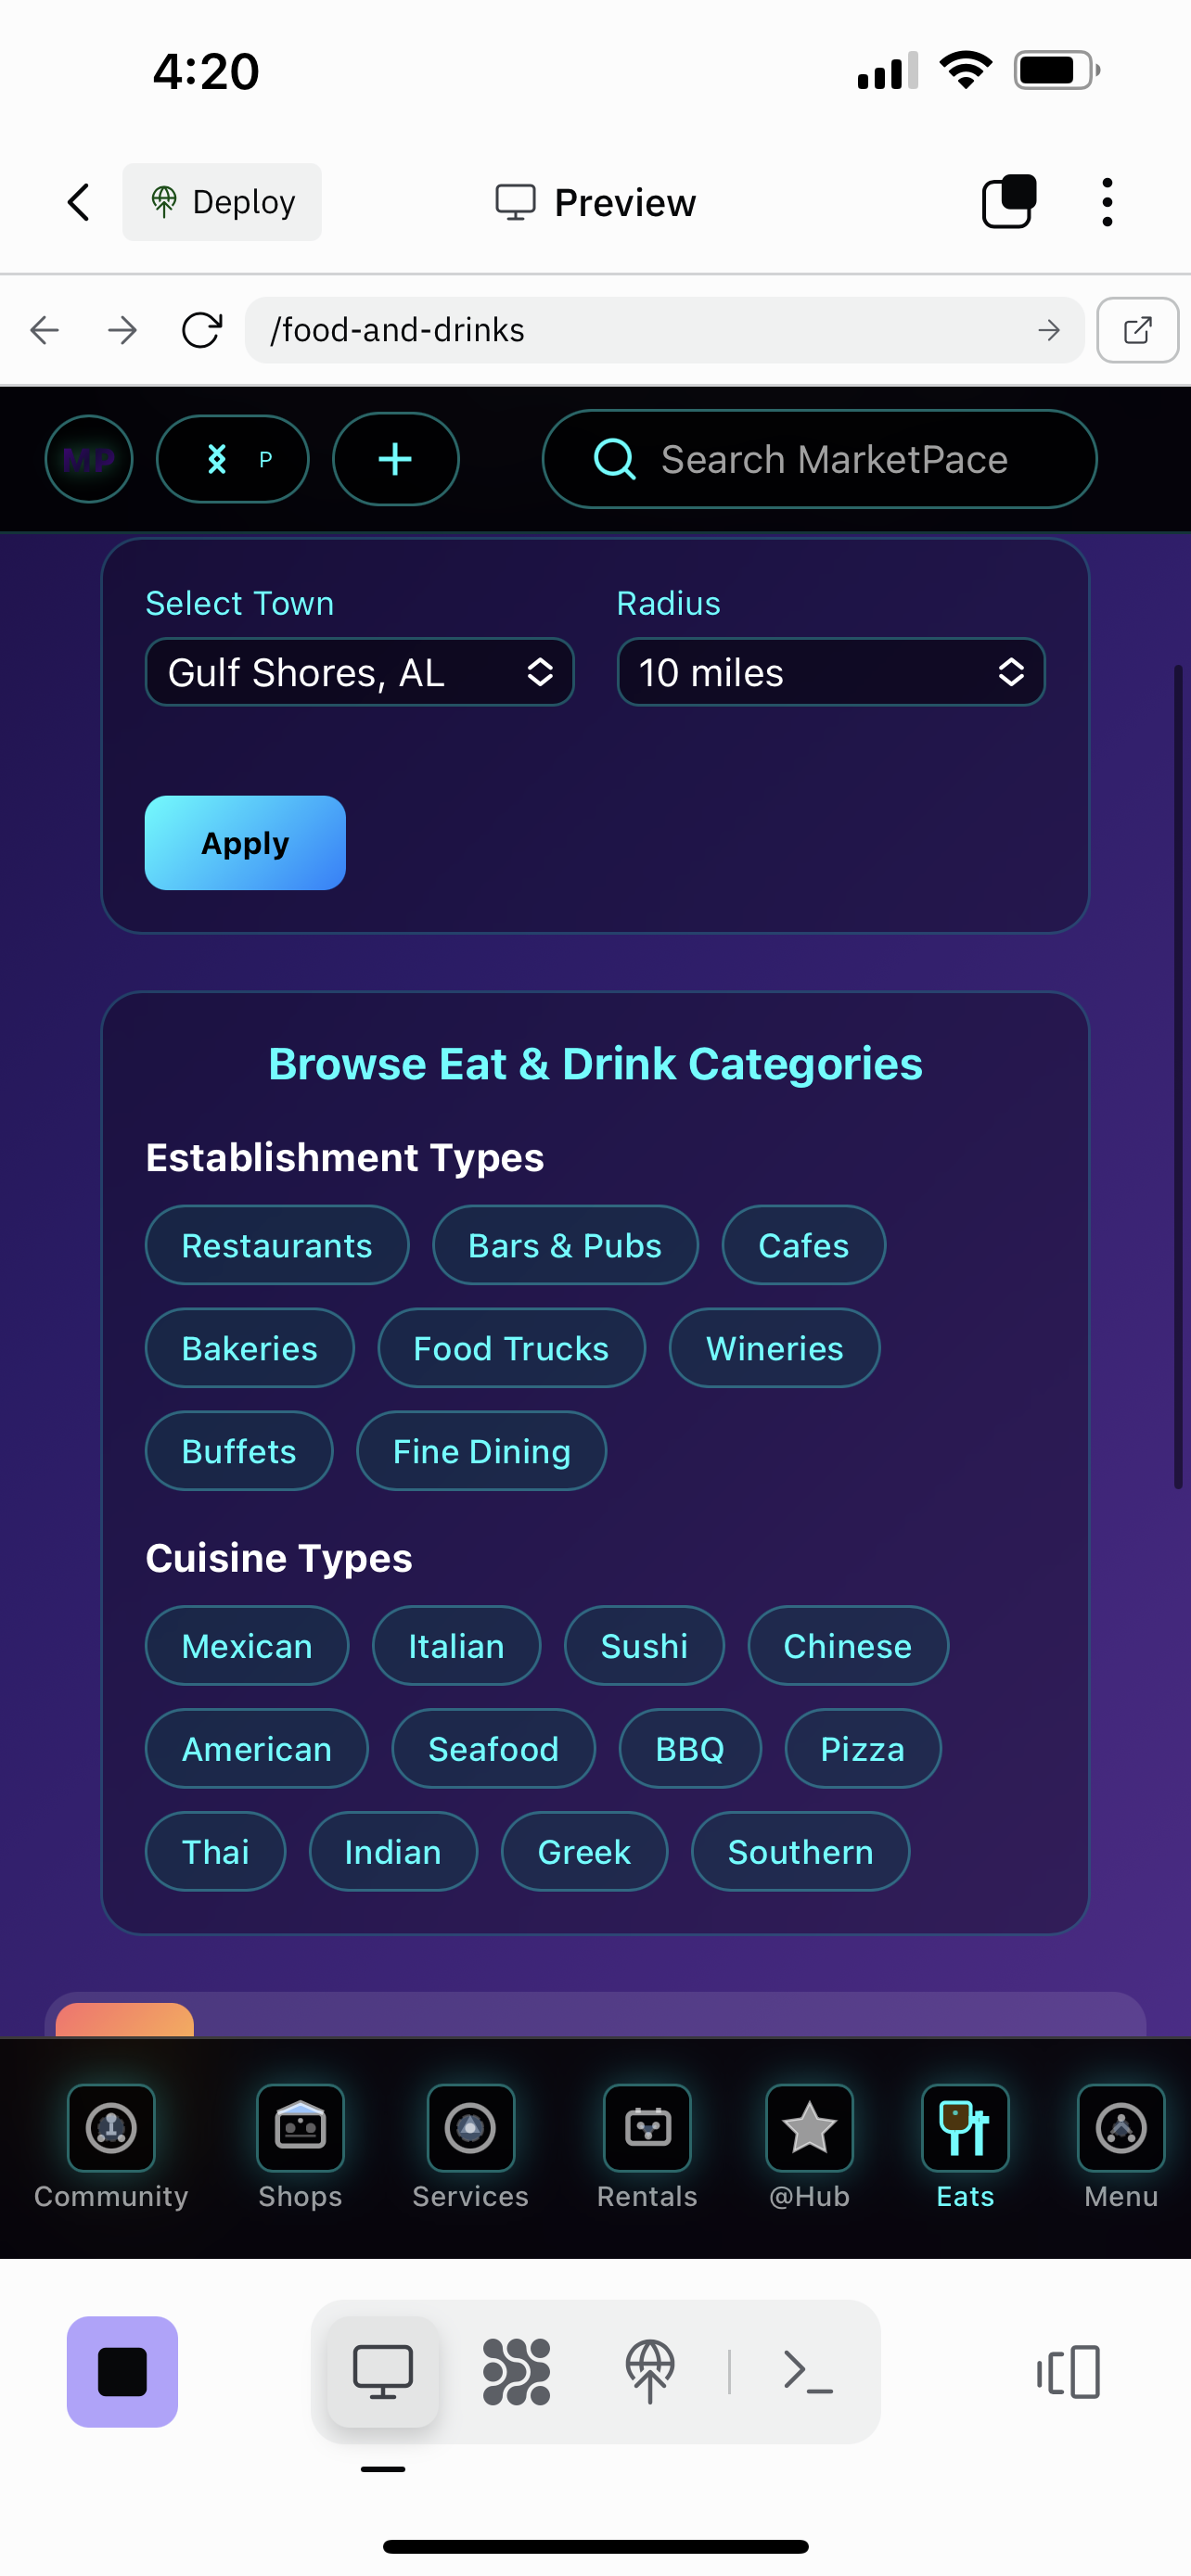 4:20
Deploy
Preview
/food-and-drinks
MP
P
Search MarketPace
Select Town
Radius
Gulf Shores, AL
10 miles
Apply
Browse Eat & Drink Categories
Establishment Types
Restaurants
Bars & Pubs
Cafes
Bakeries
Food Trucks
Wineries
Buffets
Fine Dining
Cuisine Types
Mexican
Italian
Sushi
Chinese
American
Seafood
BBQ
Pizza
Thai
Indian
Greek
Southern
Community
Shops
Services
Rentals
@Hub
Eats
Menu